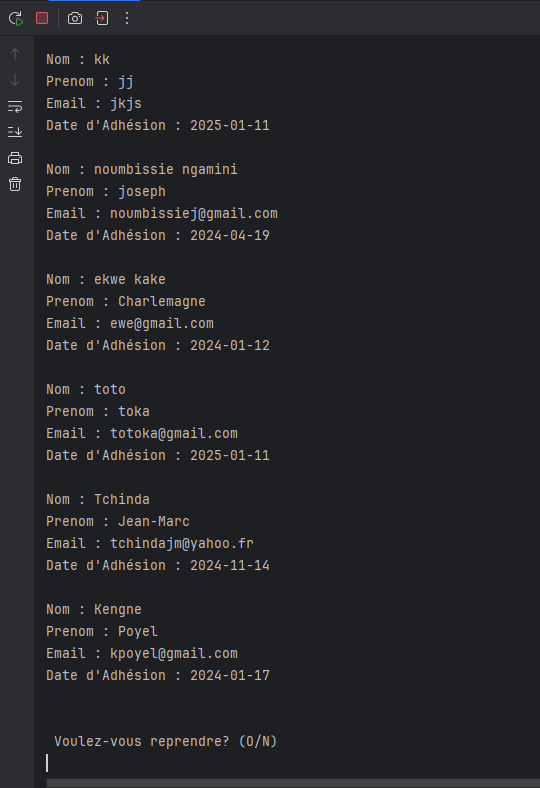 Nom : kk
Prenom : jj
Email : jkjs
Date d'Adhésion : 2025-01-11
Nom : noumbissie ngamini
Prenom : joseph
Email : noumbissiej@gmail.com
Date d'Adhésion : 2024-04-19
Nom : ekwe kake
Prenom : Charlemagne
Email : ewe@gmail.com
Date d'Adhésion : 2024-01-12
Nom : toto
Prenom : toka
Email : totoka@gmail.com
Date d'Adhésion : 2025-01-11
Nom : Tchinda
Prenom : Jean-Marc
Email : tchindajm@yahoo.fr
Date d'Adhésion : 2024-11-14
Nom : Kengne
Prenom : Poyel
Email : kpoyel@gmail.com
Date d'Adhésion : 2024-01-17
Voulez-vous reprendre? (O/N)